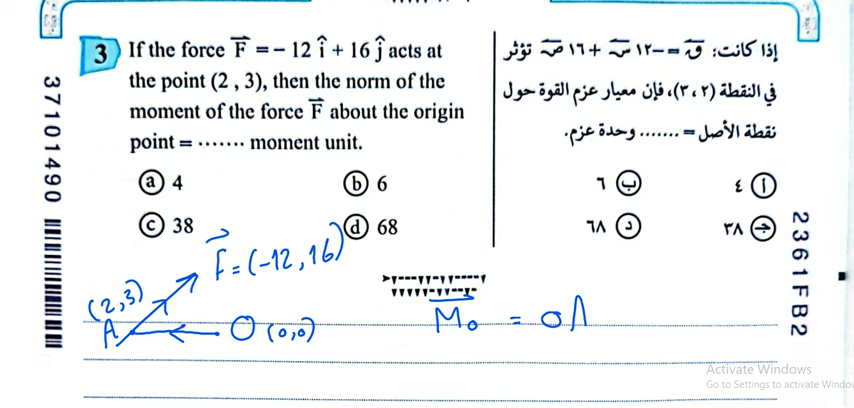 3 If the force F = − 12 î + 16 ĵ acts at
the point (2 , 3), then the norm of the
moment of the force F about the origin
point = ······· moment unit.
ⓐ 4
ⓑ 6
ⓒ 38
ⓓ 68
إذا كانت: ق = −١٢ س + ١٦ ص تؤثر
في النقطة (٢ ، ٣)، فإن معيار عزم القوة حول
نقطة الأصل = ....... وحدة عزم.
أ ٤
ب ٦
ج ٣٨
د ٦٨
37101490
2361FB2
F = (-12, 16)
(2,3)
A
O (0,0)
M₀ = OA
Activate Windows
Go to Settings to activate Windo